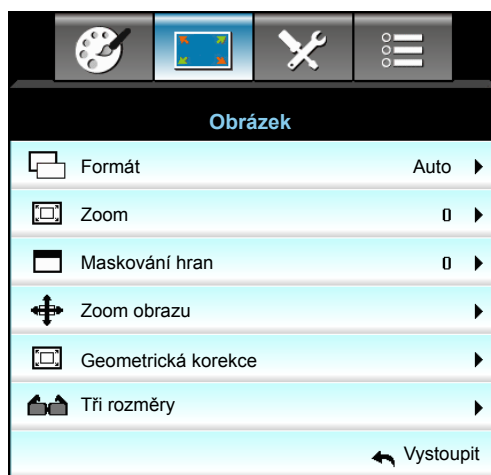 Obrázek
Formát Auto
Zoom 0
Maskování hran 0
Zoom obrazu
Geometrická korekce
Tři rozměry
Vystoupit